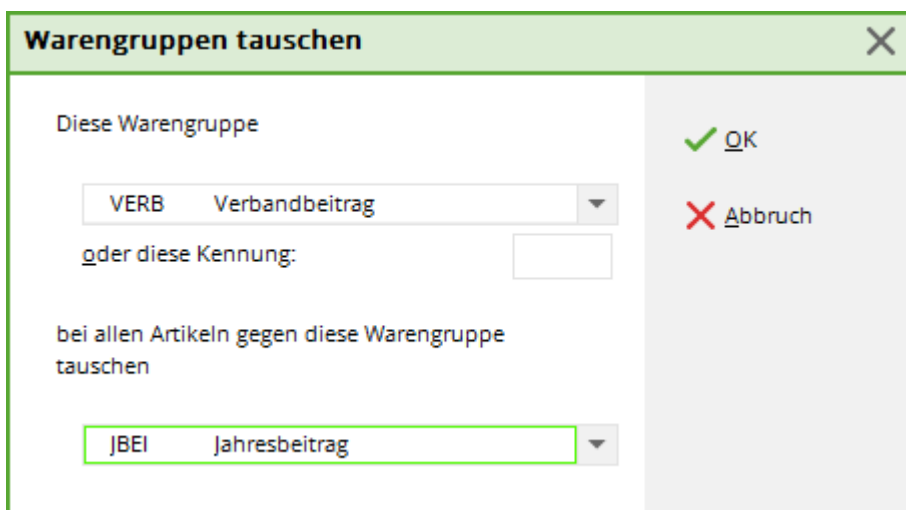 Warengruppen tauschen
Diese Warengruppe
OK
VERB Verbandbeitrag
Abbruch
oder diese Kennung:
bei allen Artikeln gegen diese Warengruppe
tauschen
JBEI Jahresbeitrag